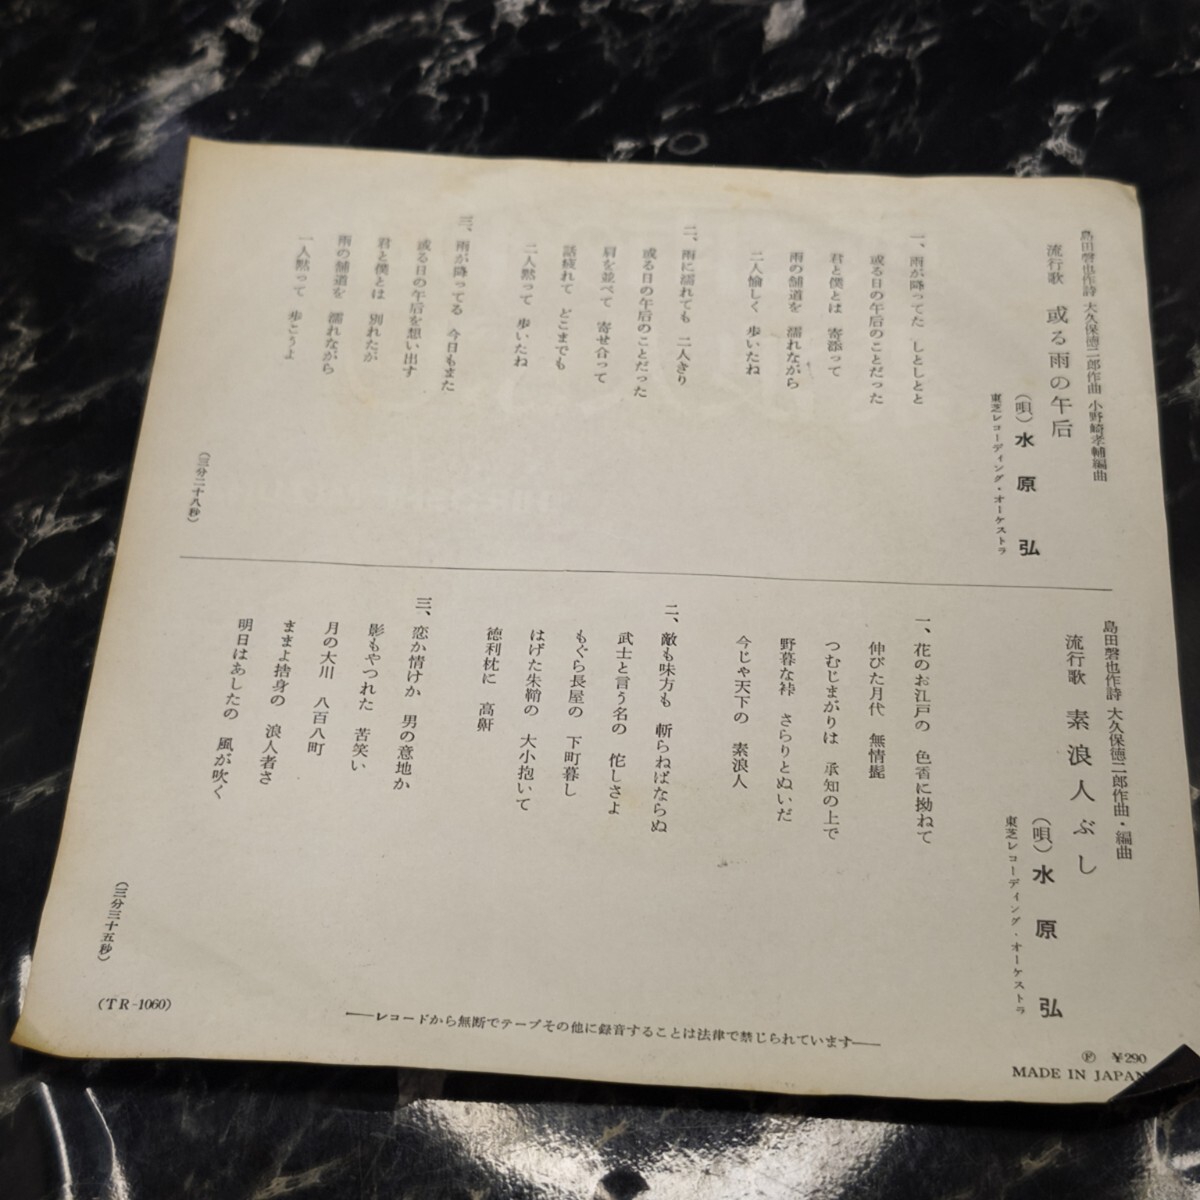 島田磬也作詩 大久保徳二郎作曲 小野崎孝輔編曲
流行歌 或る雨の午后
(唄) 水原弘
東芝レコーディング・オーケストラ
一、雨が降ってた しとしとと
或る日の午后のことだった
君と僕とは 寄添って
雨の舗道を 濡れながら
二人愉しく 歩いたね
二、雨に濡れても 二人きり
或る日の午后のことだった
肩を並べて 寄せ合って
話疲れて どこまでも
二人黙って 歩いたね
三、雨が降ってる 今日もまた
或る日の午后を想い出す
君と僕とは 別れたが
雨の舗道を 濡れながら
一人黙って 歩こうよ
(三分二十八秒)
島田磬也作詩 大久保徳二郎作曲・編曲
流行歌 素浪人ぶし
(唄) 水原弘
東芝レコーディング・オーケストラ
一、花のお江戸の 色香に拗ねて
伸びた月代 無情髭
つむじまがりは 承知の上で
野暮な裃 さらりとぬいだ
今じゃ天下の 素浪人
二、敵も味方も 斬らねばならぬ
武士と言う名の 侘しさよ
もぐら長屋の 下町暮し
はげた朱鞘の 大小抱いて
徳利枕に 高鼾
三、恋か情けか 男の意地か
影もやつれた 苦笑い
月の大川 八百八町
ままよ捨身の 浪人者さ
明日はあしたの 風が吹く
(三分三十五秒)
(TR-1060)
──レコードから無断でテープその他に録音することは法律で禁じられています──
Ⓟ ¥290
MADE IN JAPAN